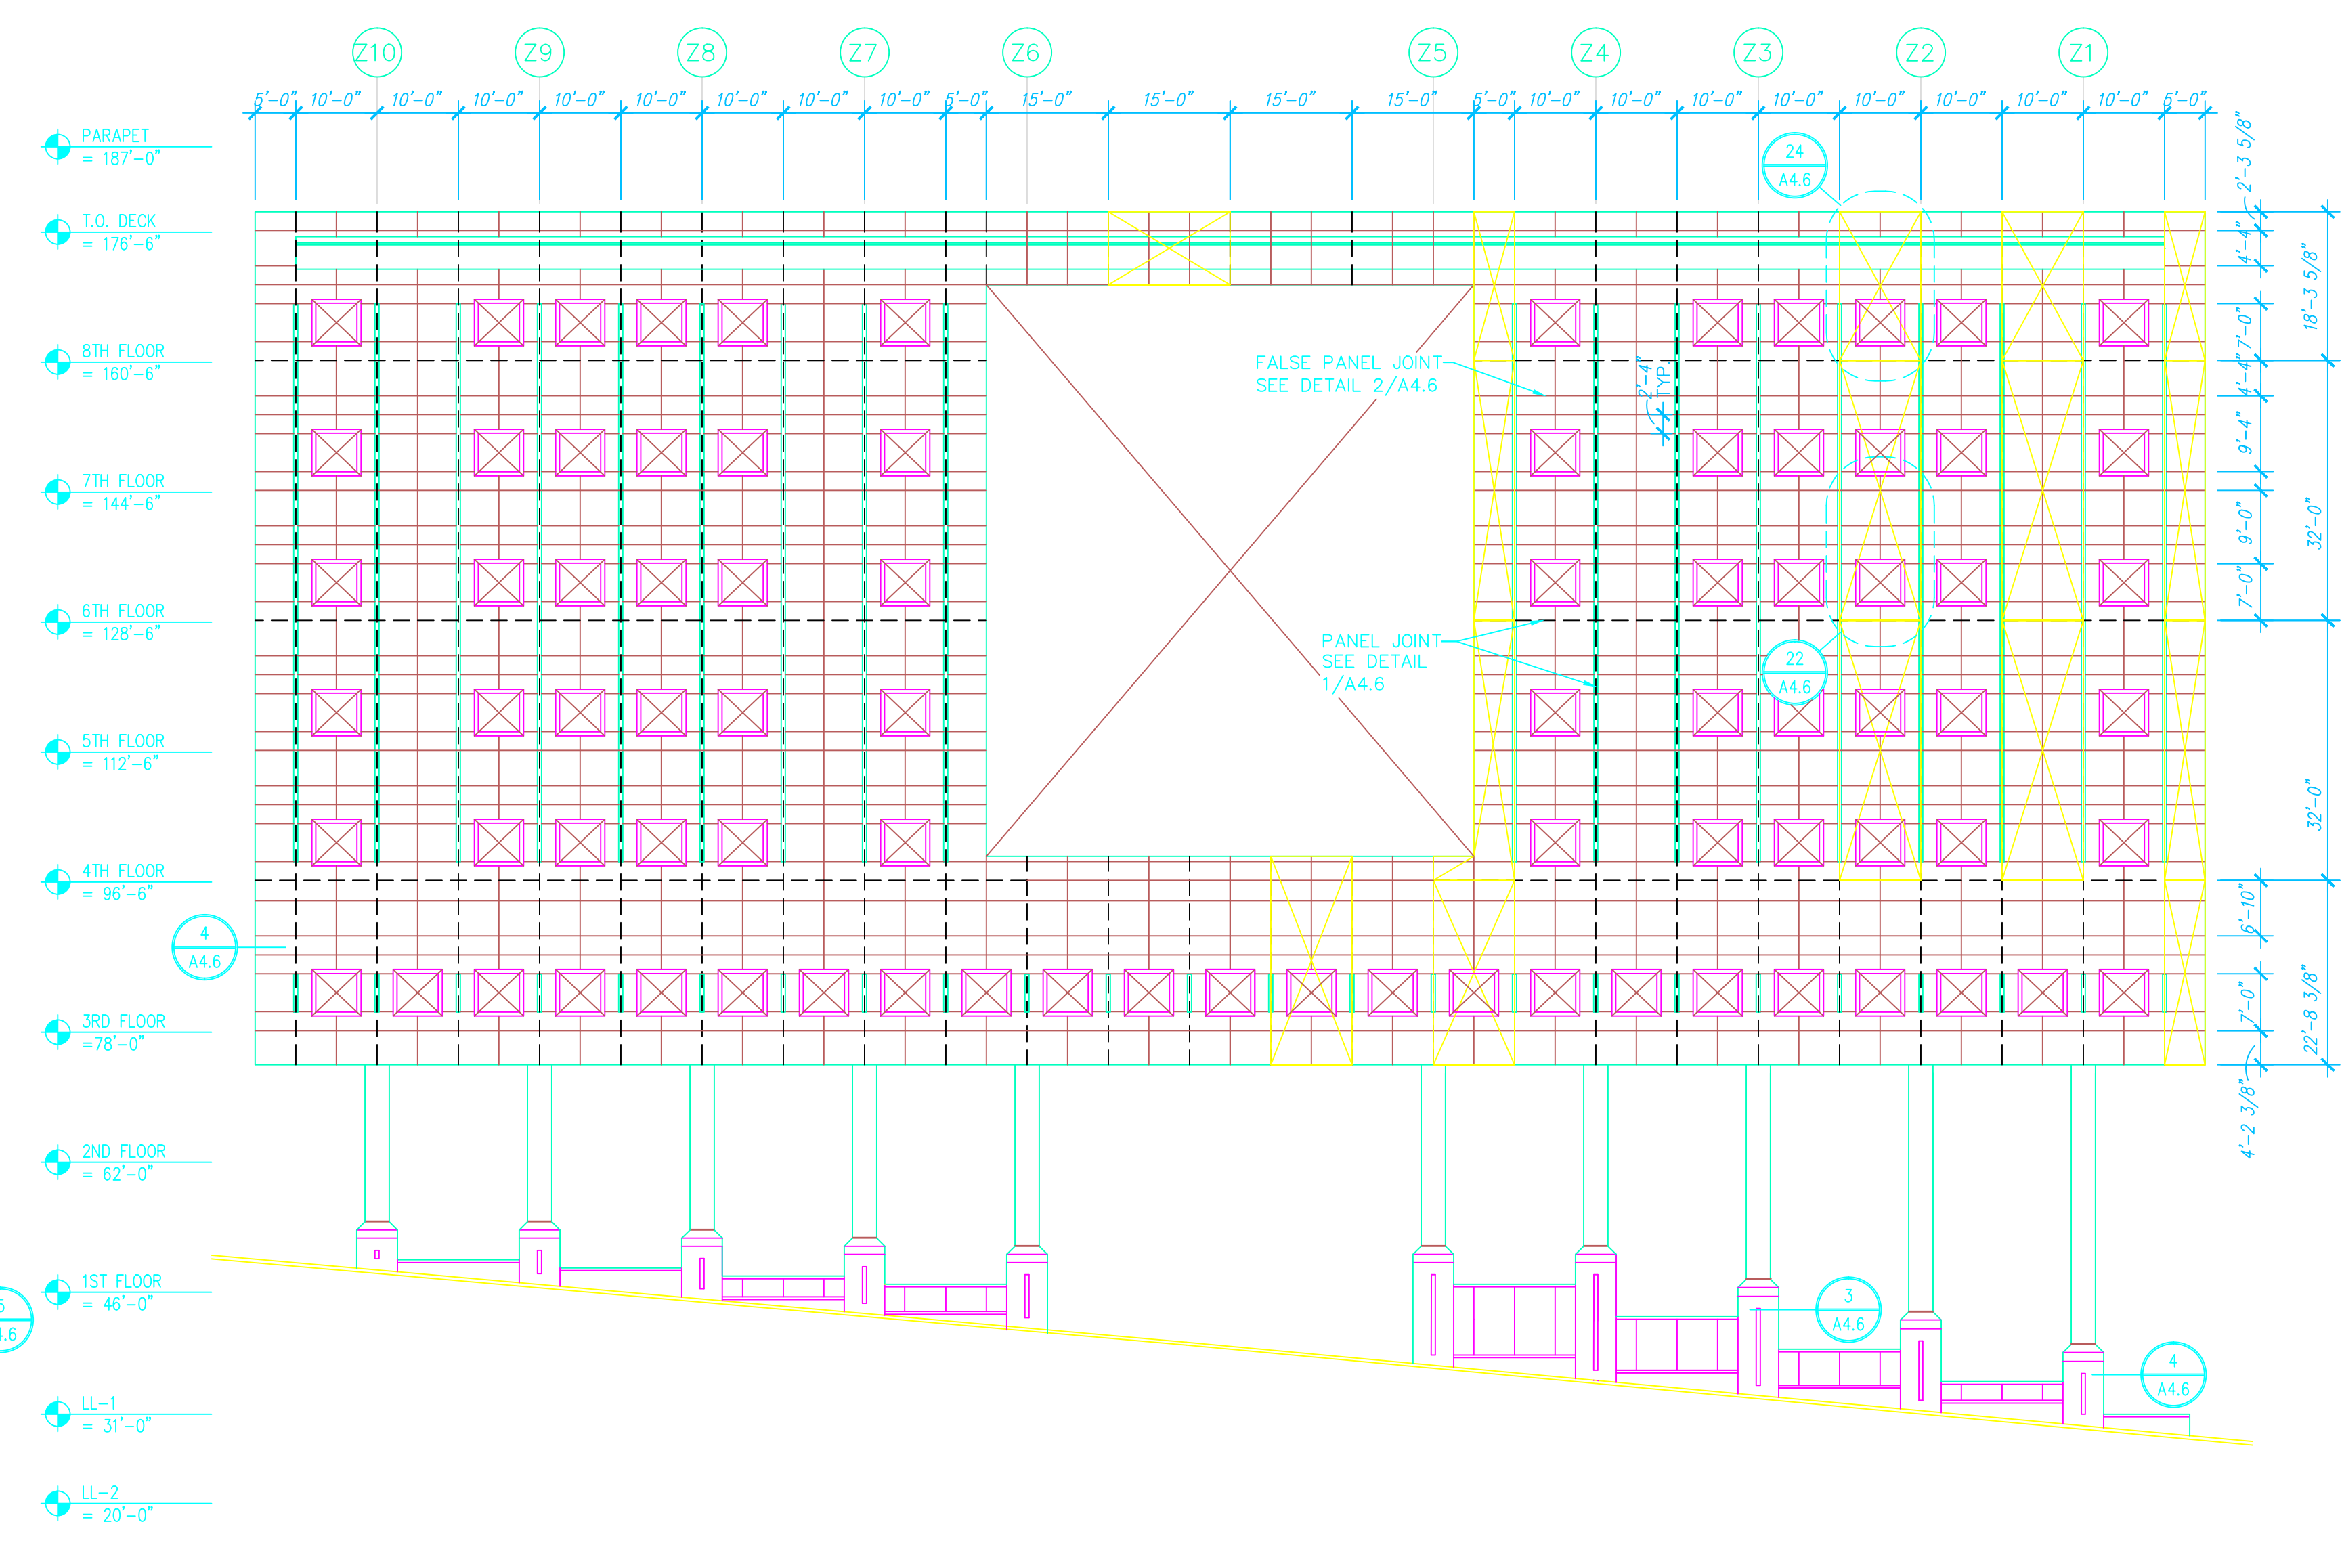 Z10 Z9 Z8 Z7 Z6 Z5 Z4 Z3 Z2 Z1
5'-0" 10'-0" 10'-0" 10'-0" 10'-0" 10'-0" 10'-0" 10'-0" 10'-0" 5'-0" 15'-0" 15'-0" 15'-0" 15'-0" 5'-0" 10'-0" 10'-0" 10'-0" 10'-0" 10'-0" 10'-0" 10'-0" 10'-0" 5'-0"
PARAPET
= 187'-0"
T.O. DECK
= 176'-6"
8TH FLOOR
= 160'-6"
7TH FLOOR
= 144'-6"
6TH FLOOR
= 128'-6"
5TH FLOOR
= 112'-6"
4TH FLOOR
= 96'-6"
3RD FLOOR
=78'-0"
2ND FLOOR
= 62'-0"
1ST FLOOR
= 46'-0"
LL-1
= 31'-0"
LL-2
= 20'-0"
24
A4.6
FALSE PANEL JOINT
SEE DETAIL 2/A4.6
2'-4"
TYP.
PANEL JOINT
SEE DETAIL
1/A4.6
22
A4.6
4
A4.6
5
4.6
3
A4.6
4
A4.6
2'-3 5/8"
4'-4"
7'-0"
4'-4"
9'-4"
9'-0"
7'-0"
6'-10"
7'-0"
4'-2 3/8"
18'-3 5/8"
32'-0"
32'-0"
22'-8 3/8"